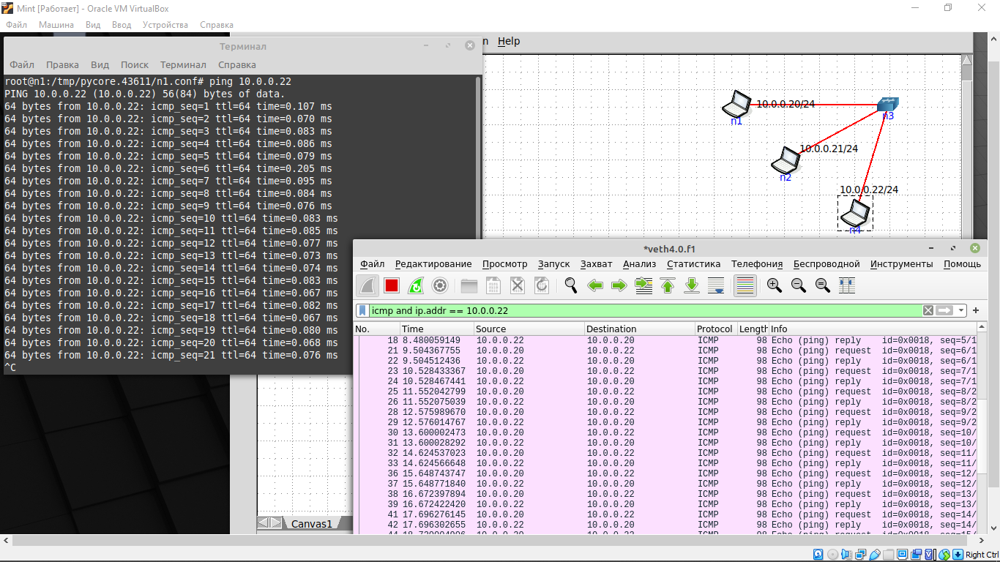 Mint [Работает] - Oracle VM VirtualBox
Файл Машина Вид Ввод Устройства Справка
Терминал
Файл Правка Вид Поиск Терминал Справка
root@n1:/tmp/pycore.43611/n1.conf# ping 10.0.0.22
PING 10.0.0.22 (10.0.0.22) 56(84) bytes of data.
64 bytes from 10.0.0.22: icmp_seq=1 ttl=64 time=0.107 ms
64 bytes from 10.0.0.22: icmp_seq=2 ttl=64 time=0.070 ms
64 bytes from 10.0.0.22: icmp_seq=3 ttl=64 time=0.083 ms
64 bytes from 10.0.0.22: icmp_seq=4 ttl=64 time=0.086 ms
64 bytes from 10.0.0.22: icmp_seq=5 ttl=64 time=0.079 ms
64 bytes from 10.0.0.22: icmp_seq=6 ttl=64 time=0.205 ms
64 bytes from 10.0.0.22: icmp_seq=7 ttl=64 time=0.095 ms
64 bytes from 10.0.0.22: icmp_seq=8 ttl=64 time=0.084 ms
64 bytes from 10.0.0.22: icmp_seq=9 ttl=64 time=0.076 ms
64 bytes from 10.0.0.22: icmp_seq=10 ttl=64 time=0.083 ms
64 bytes from 10.0.0.22: icmp_seq=11 ttl=64 time=0.085 ms
64 bytes from 10.0.0.22: icmp_seq=12 ttl=64 time=0.077 ms
64 bytes from 10.0.0.22: icmp_seq=13 ttl=64 time=0.073 ms
64 bytes from 10.0.0.22: icmp_seq=14 ttl=64 time=0.074 ms
64 bytes from 10.0.0.22: icmp_seq=15 ttl=64 time=0.083 ms
64 bytes from 10.0.0.22: icmp_seq=16 ttl=64 time=0.067 ms
64 bytes from 10.0.0.22: icmp_seq=17 ttl=64 time=0.082 ms
64 bytes from 10.0.0.22: icmp_seq=18 ttl=64 time=0.067 ms
64 bytes from 10.0.0.22: icmp_seq=19 ttl=64 time=0.080 ms
64 bytes from 10.0.0.22: icmp_seq=20 ttl=64 time=0.068 ms
64 bytes from 10.0.0.22: icmp_seq=21 ttl=64 time=0.076 ms
^C
n Help
10.0.0.20/24
n1
n3
10.0.0.21/24
n2
10.0.0.22/24
n4
*veth4.0.f1
Файл Редактирование Просмотр Запуск Захват Анализ Статистика Телефония Беспроводной Инструменты Помощь
icmp and ip.addr == 10.0.0.22
No. Time Source Destination Protocol Length Info
18 8.480059149 10.0.0.22 10.0.0.20 ICMP 98 Echo (ping) reply id=0x0018, seq=5/1
21 9.504367755 10.0.0.20 10.0.0.22 ICMP 98 Echo (ping) request id=0x0018, seq=6/1
22 9.504512436 10.0.0.22 10.0.0.20 ICMP 98 Echo (ping) reply id=0x0018, seq=6/1
23 10.528433367 10.0.0.20 10.0.0.22 ICMP 98 Echo (ping) request id=0x0018, seq=7/1
24 10.528467441 10.0.0.22 10.0.0.20 ICMP 98 Echo (ping) reply id=0x0018, seq=7/1
25 11.552042799 10.0.0.20 10.0.0.22 ICMP 98 Echo (ping) request id=0x0018, seq=8/2
26 11.552075039 10.0.0.22 10.0.0.20 ICMP 98 Echo (ping) reply id=0x0018, seq=8/2
28 12.575989670 10.0.0.20 10.0.0.22 ICMP 98 Echo (ping) request id=0x0018, seq=9/2
29 12.576014767 10.0.0.22 10.0.0.20 ICMP 98 Echo (ping) reply id=0x0018, seq=9/2
30 13.600002473 10.0.0.20 10.0.0.22 ICMP 98 Echo (ping) request id=0x0018, seq=10/
31 13.600028292 10.0.0.22 10.0.0.20 ICMP 98 Echo (ping) reply id=0x0018, seq=10/
32 14.624537023 10.0.0.20 10.0.0.22 ICMP 98 Echo (ping) request id=0x0018, seq=11/
33 14.624566648 10.0.0.22 10.0.0.20 ICMP 98 Echo (ping) reply id=0x0018, seq=11/
36 15.648743747 10.0.0.20 10.0.0.22 ICMP 98 Echo (ping) request id=0x0018, seq=12/
37 15.648771840 10.0.0.22 10.0.0.20 ICMP 98 Echo (ping) reply id=0x0018, seq=12/
38 16.672397894 10.0.0.20 10.0.0.22 ICMP 98 Echo (ping) request id=0x0018, seq=13/
39 16.672422420 10.0.0.22 10.0.0.20 ICMP 98 Echo (ping) reply id=0x0018, seq=13/
41 17.696276145 10.0.0.20 10.0.0.22 ICMP 98 Echo (ping) request id=0x0018, seq=14/
42 17.696302655 10.0.0.22 10.0.0.20 ICMP 98 Echo (ping) reply id=0x0018, seq=14/
Canvas1
Right Ctrl